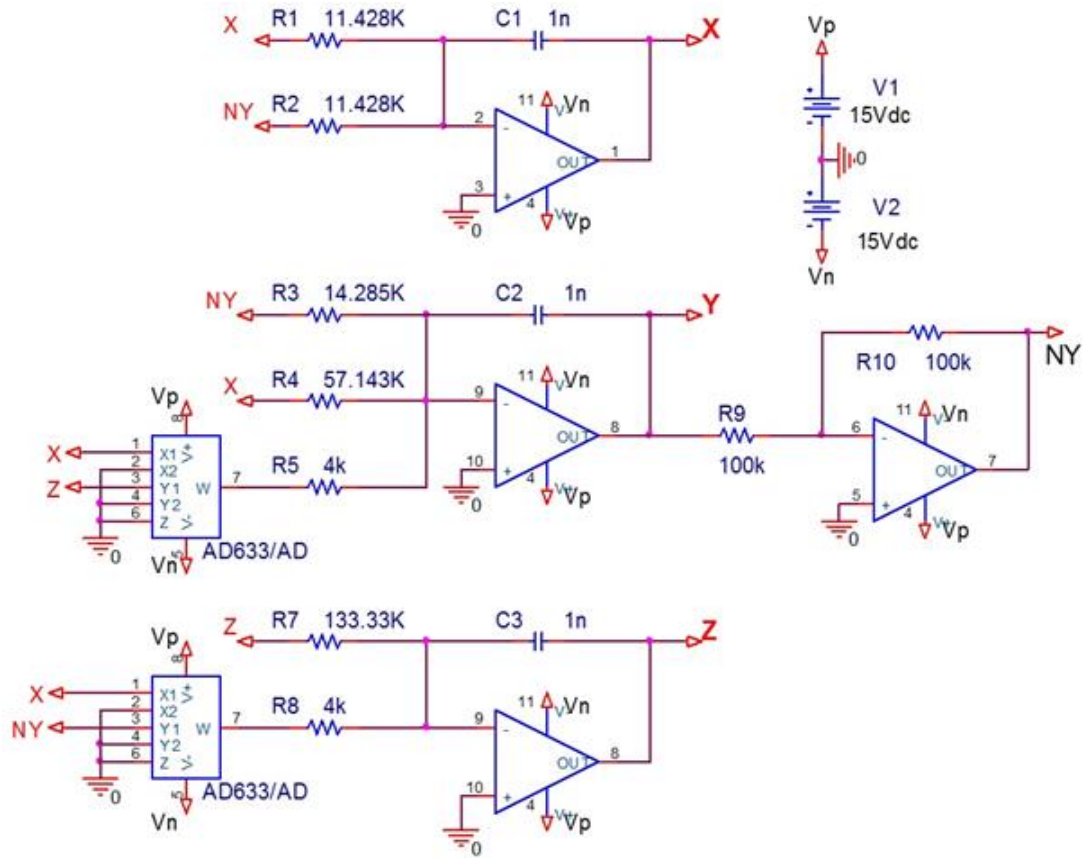 X R1 11.428K C1 1n X
NY R2 11.428K
2 - 11 V- Vn
OUT 1
3 + 4 V+ Vp
0
Vp
V1
15Vdc
0
V2
15Vdc
Vn
NY R3 14.285K C2 1n Y
X R4 57.143K
9 - 11 V- Vn
OUT 8
10 + 4 V+ Vp
0
Vp
8
X 1 X1 V+
2 X2
Z 3 Y1 W 7 R5 4k
4 Y2
6 Z V-
0
Vn 5 AD633/AD
R9
100k
R10 100k NY
6 - 11 V- Vn
OUT 7
5 + 4 V+ Vp
0
Z R7 133.33K C3 1n Z
Vp
8
X 1 X1 V+
2 X2
NY 3 Y1 W 7 R8 4k
4 Y2
6 Z V-
0
Vn 5 AD633/AD
9 - 11 V- Vn
OUT 8
10 + 4 V+ Vp
0